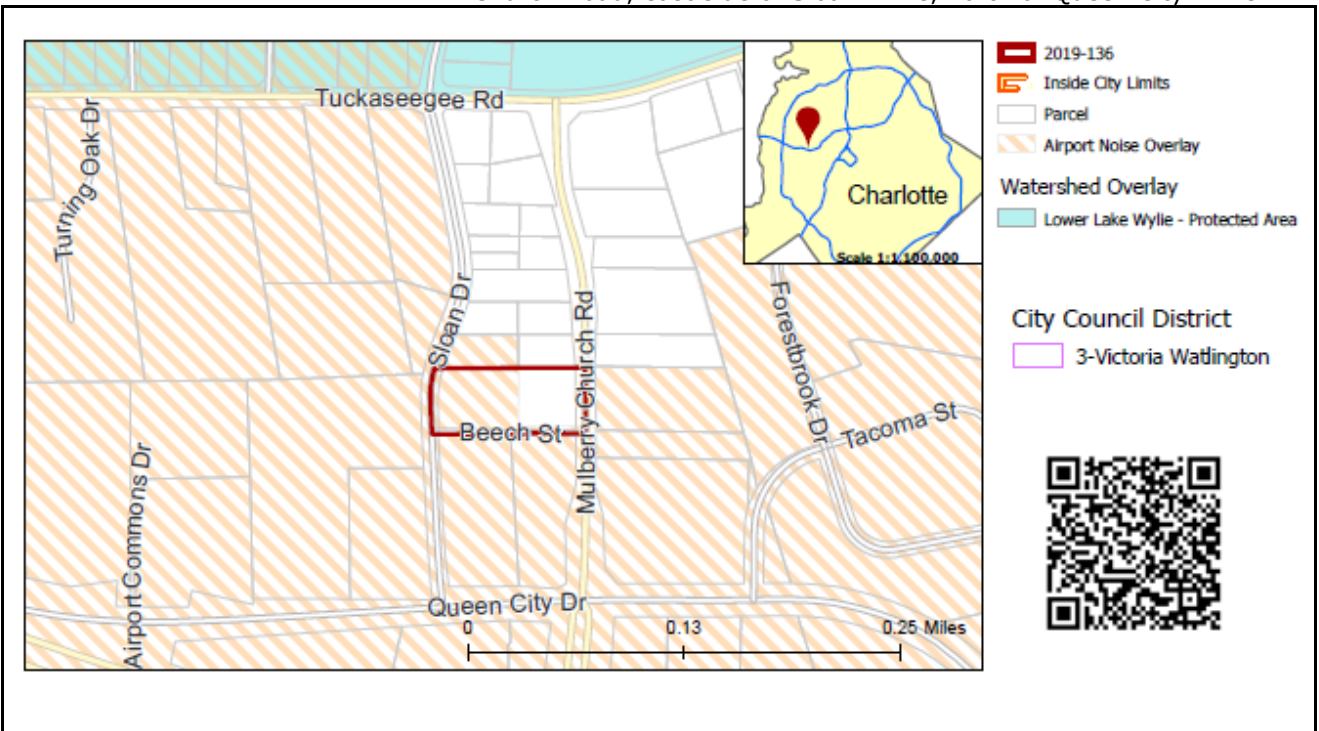 Tuckaseegee Rd
Turning Oak Dr
Sloan Dr
Mulberry Church Rd
Beech St
Forestbrook Dr
Tacoma St
Airport Commons Dr
Queen City Dr
0 0.13 0.25 Miles
Charlotte
Scale 1:1,100,000
2019-136
Inside City Limits
Parcel
Airport Noise Overlay
Watershed Overlay
Lower Lake Wylie - Protected Area
City Council District
3-Victoria Watlington